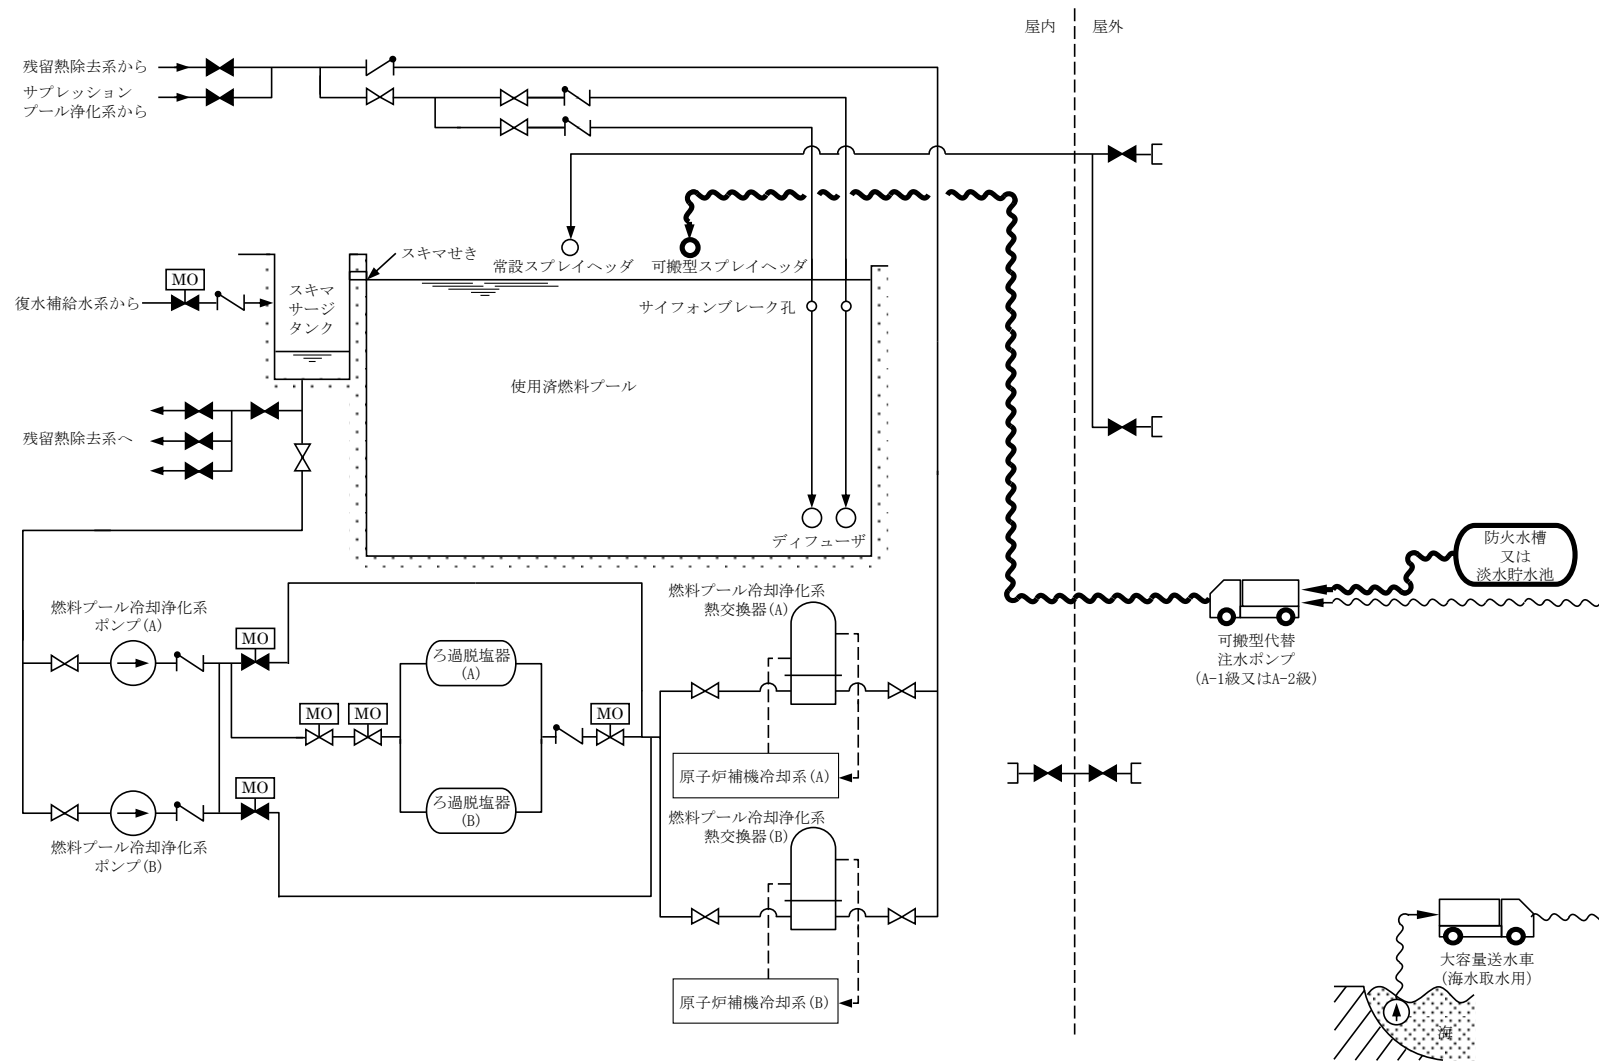 屋内
屋外
残留熱除去系から
サプレッション
プール浄化系から
スキマせき
常設スプレイヘッダ
可搬型スプレイヘッダ
MO
復水補給水系から
スキマ
サージ
タンク
サイフォンブレーク孔
使用済燃料プール
残留熱除去系へ
ディフューザ
防火水槽
又は
淡水貯水池
燃料プール冷却浄化系
ポンプ(A)
MO
ろ過脱塩器
(A)
燃料プール冷却浄化系
熱交換器(A)
可搬型代替
注水ポンプ
(A-1級又はA-2級)
MO
MO
MO
原子炉補機冷却系(A)
MO
ろ過脱塩器
(B)
燃料プール冷却浄化系
ポンプ(B)
燃料プール冷却浄化系
熱交換器(B)
原子炉補機冷却系(B)
大容量送水車
(海水取水用)
海